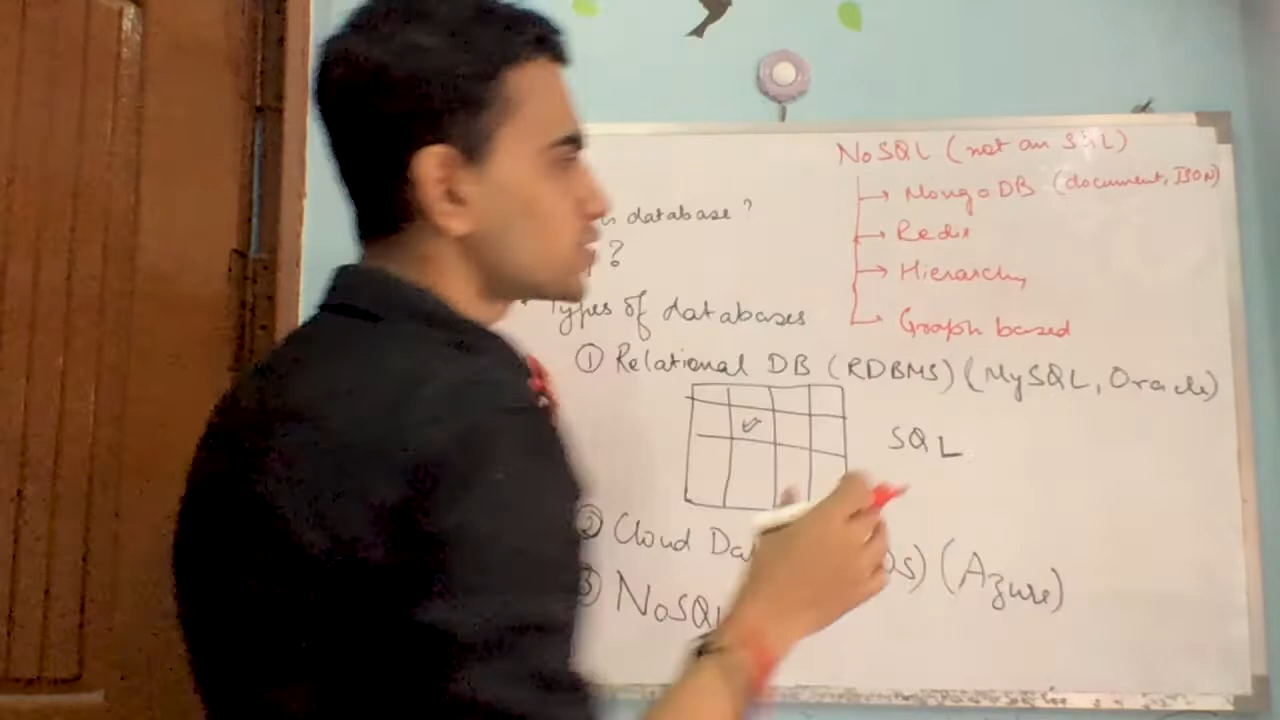 NoSQL (not an SQL)
MongoDB (document, JSON)
Redis
Hierarchy
Graph based
database?
?
Types of databases
① Relational DB (RDBMS) (MySQL, Oracle)
SQL
② Cloud Da DS) (Azure)
③ NoSQL